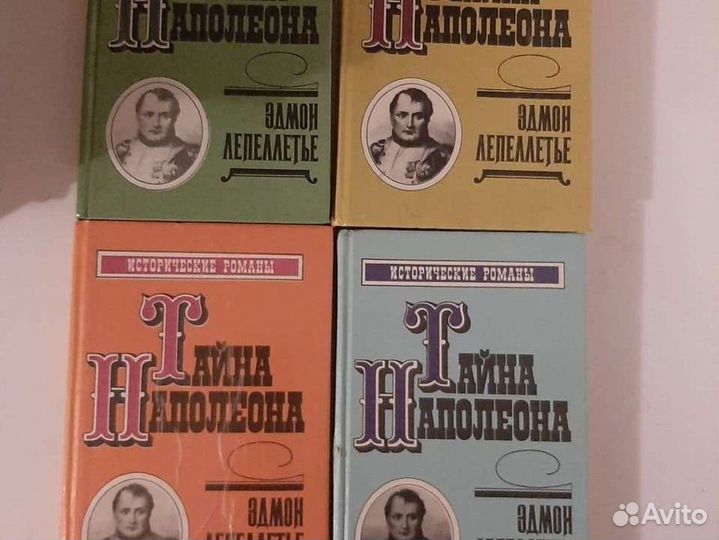 НАПОЛЕОНА
ЭДМОН
ЛЕПЕЛЛЕТЬЕ
НАПОЛЕОНА
ЭДМОН
ЛЕПЕЛЛЕТЬЕ
ИСТОРИЧЕСКИЕ РОМАНЫ
ТАЙНА
НАПОЛЕОНА
ЭДМОН
ЛЕПЕЛЛЕТЬЕ
ИСТОРИЧЕСКИЕ РОМАНЫ
ТАЙНА
НАПОЛЕОНА
ЭДМОН
Avito